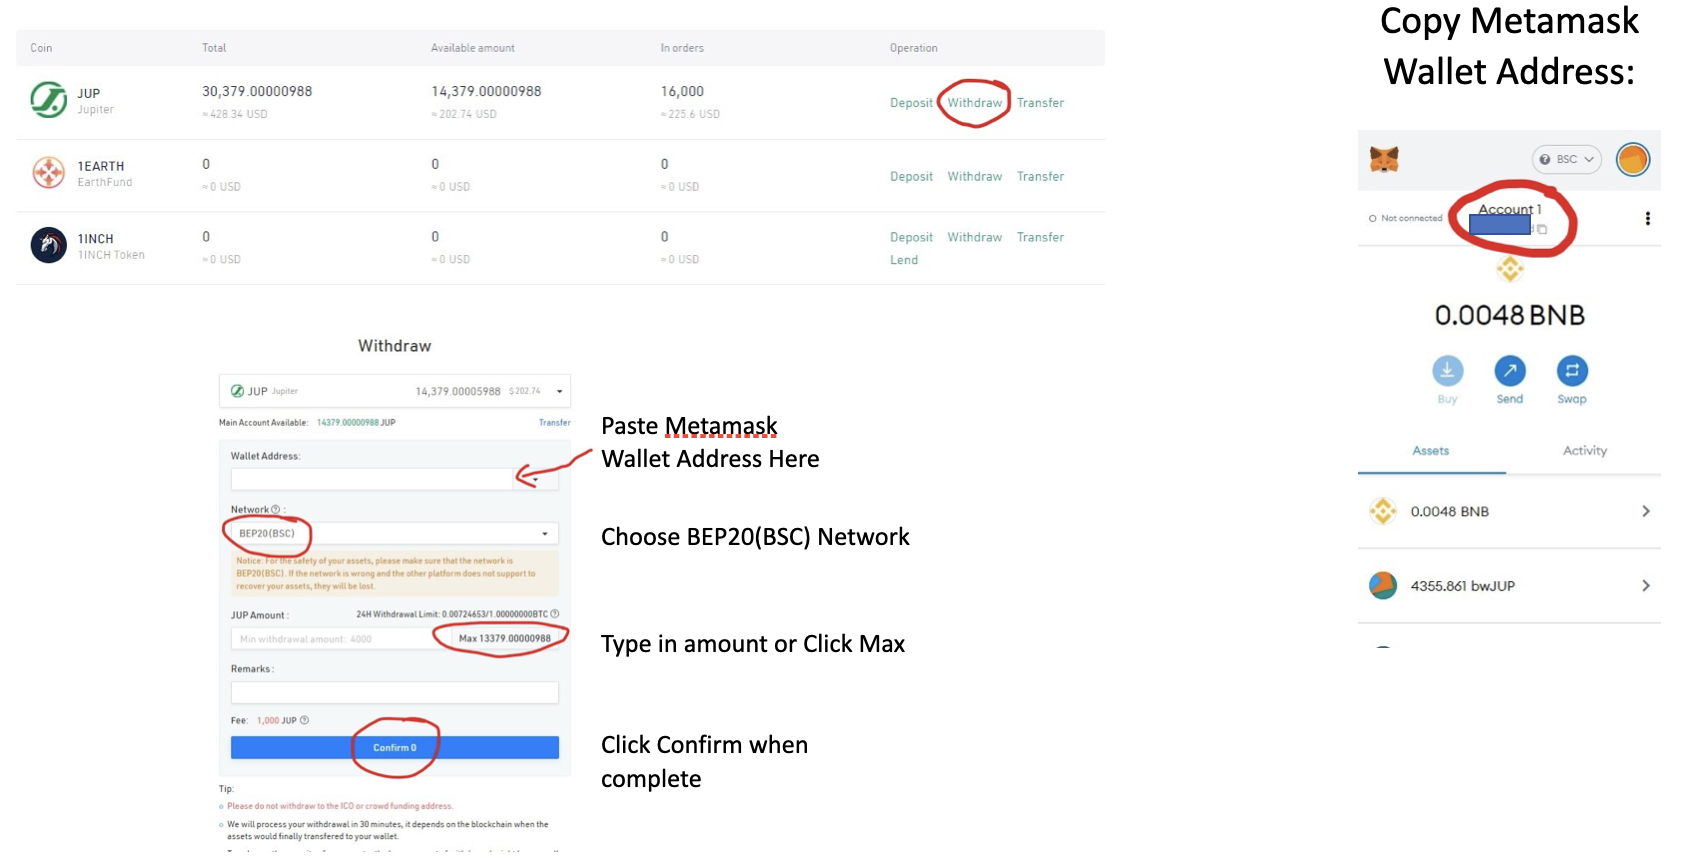 Copy Metamask
Wallet Address:
Coin Total Available amount In orders Operation
JUP 30,379.00000988 14,379.00000988 16,000 Deposit Withdraw Transfer
Jupiter ≈428.34 USD ≈202.74 USD ≈225.6 USD
1EARTH 0 0 0 Deposit Withdraw Transfer
EarthFund ≈0 USD ≈0 USD ≈0 USD
1INCH 0 0 0 Deposit Withdraw Transfer
1INCH Token ≈0 USD ≈0 USD ≈0 USD Lend
Withdraw
JUP Jupiter 14,379.00005988 $202.74
Main Account Available: 14379.00000988 JUP Transfer
Wallet Address:
Network :
BEP20(BSC)
Notice: For the safety of your assets, please make sure that the network is
BEP20(BSC). If the network is wrong and the other platform does not support to
recover your assets, they will be lost.
JUP Amount : 24H Withdrawal Limit: 0.00724653/1.00000000BTC
Min withdrawal amount: 4000 Max 13379.00000988
Remarks :
Fee: 1,000 JUP
Confirm 0
Tip:
Please do not withdraw to the ICO or crowd funding address.
We will process your withdrawal in 30 minutes, it depends on the blockchain when the
assets would finally transfered to your wallet.
Paste Metamask
Wallet Address Here
Choose BEP20(BSC) Network
Type in amount or Click Max
Click Confirm when
complete
BSC
Not connected
Account 1
0.0048 BNB
Buy Send Swap
Assets Activity
0.0048 BNB
4355.861 bwJUP